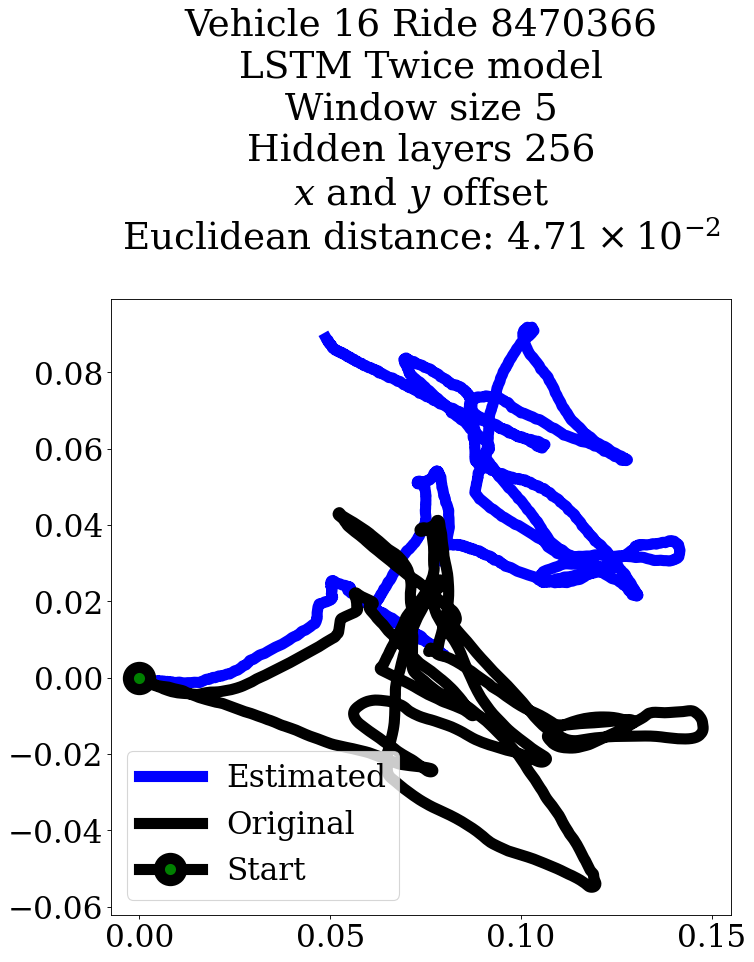 Vehicle 16 Ride 8470366
LSTM Twice model
Window size 5
Hidden layers 256
x and y offset
Euclidean distance: 4.71 × 10⁻²
0.08
0.06
0.04
0.02
0.00
−0.02
−0.04
−0.06
Estimated
Original
Start
0.00 0.05 0.10 0.15